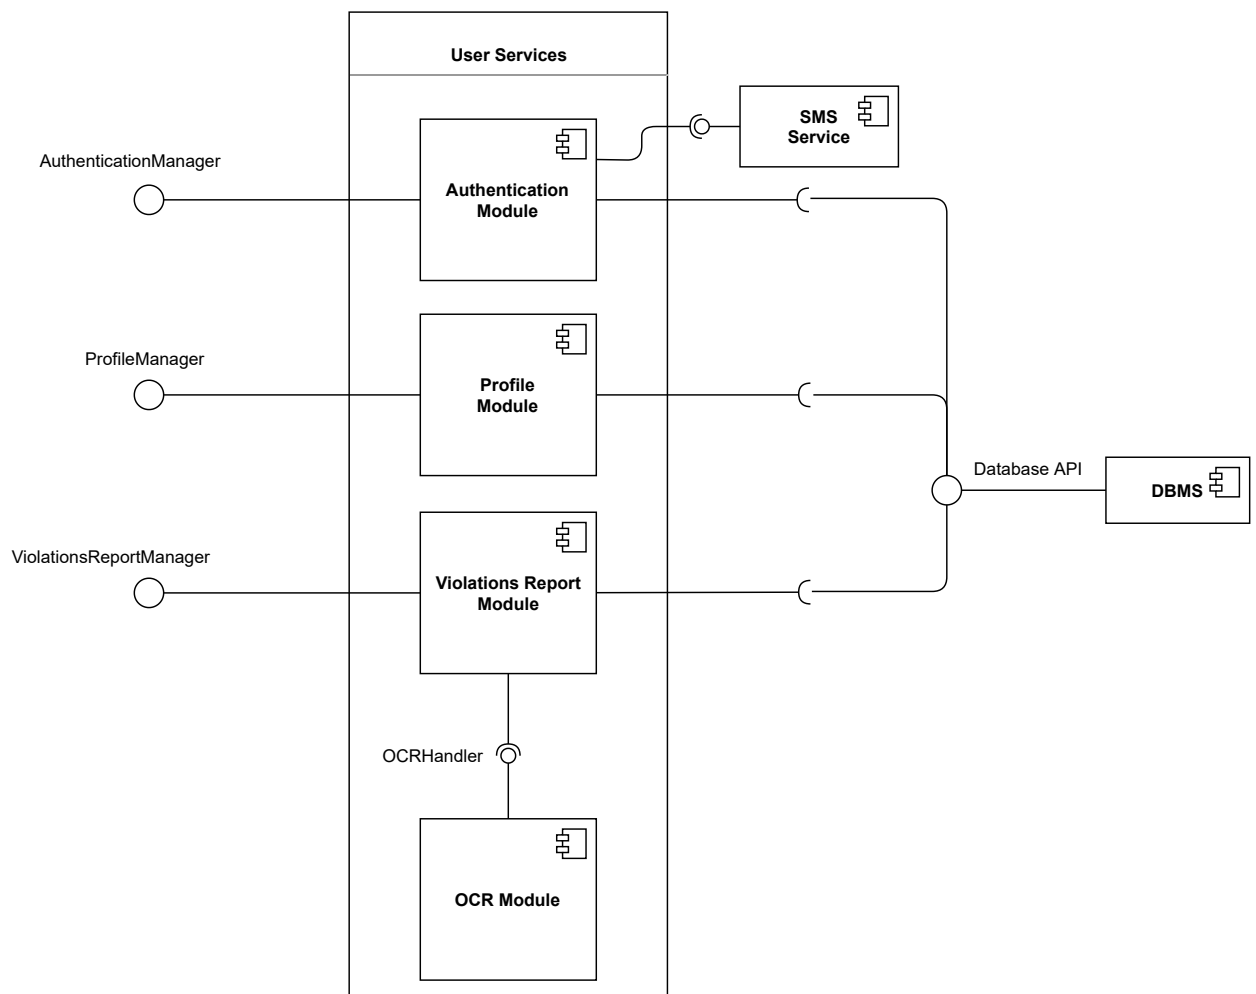 User Services
SMS
Service
AuthenticationManager
Authentication
Module
ProfileManager
Profile
Module
Database API
DBMS
ViolationsReportManager
Violations Report
Module
OCRHandler
OCR Module